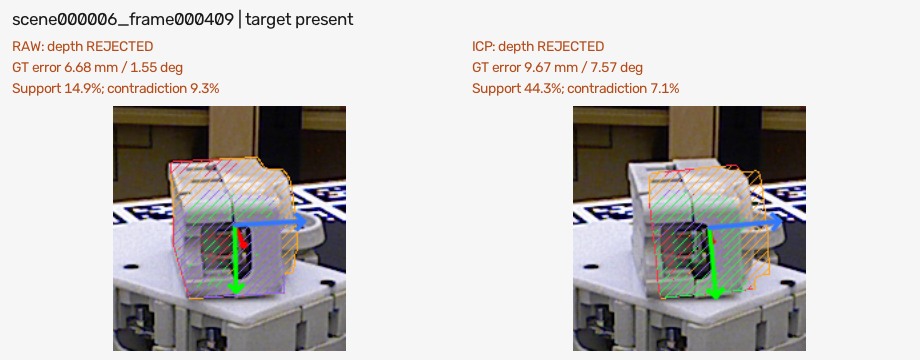 scene000006_frame000409 | target present
RAW: depth REJECTED
GT error 6.68 mm / 1.55 deg
Support 14.9%; contradiction 9.3%
ICP: depth REJECTED
GT error 9.67 mm / 7.57 deg
Support 44.3%; contradiction 7.1%